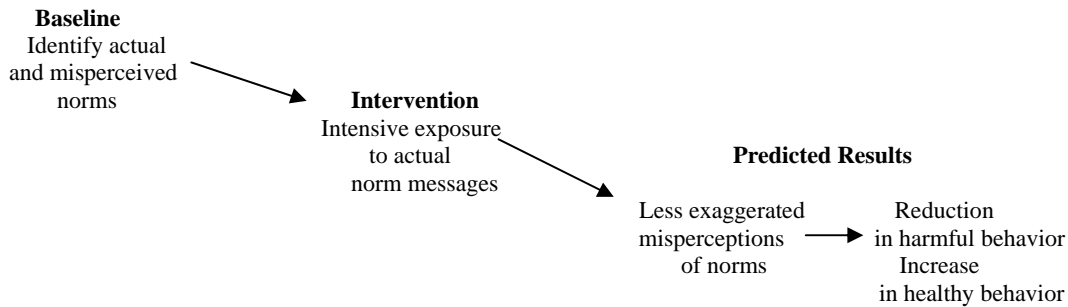 Baseline
Identify actual
and misperceived
norms
Intervention
Intensive exposure
to actual
norm messages
Predicted Results
Less exaggerated
misperceptions
of norms
Reduction
in harmful behavior
Increase
in healthy behavior